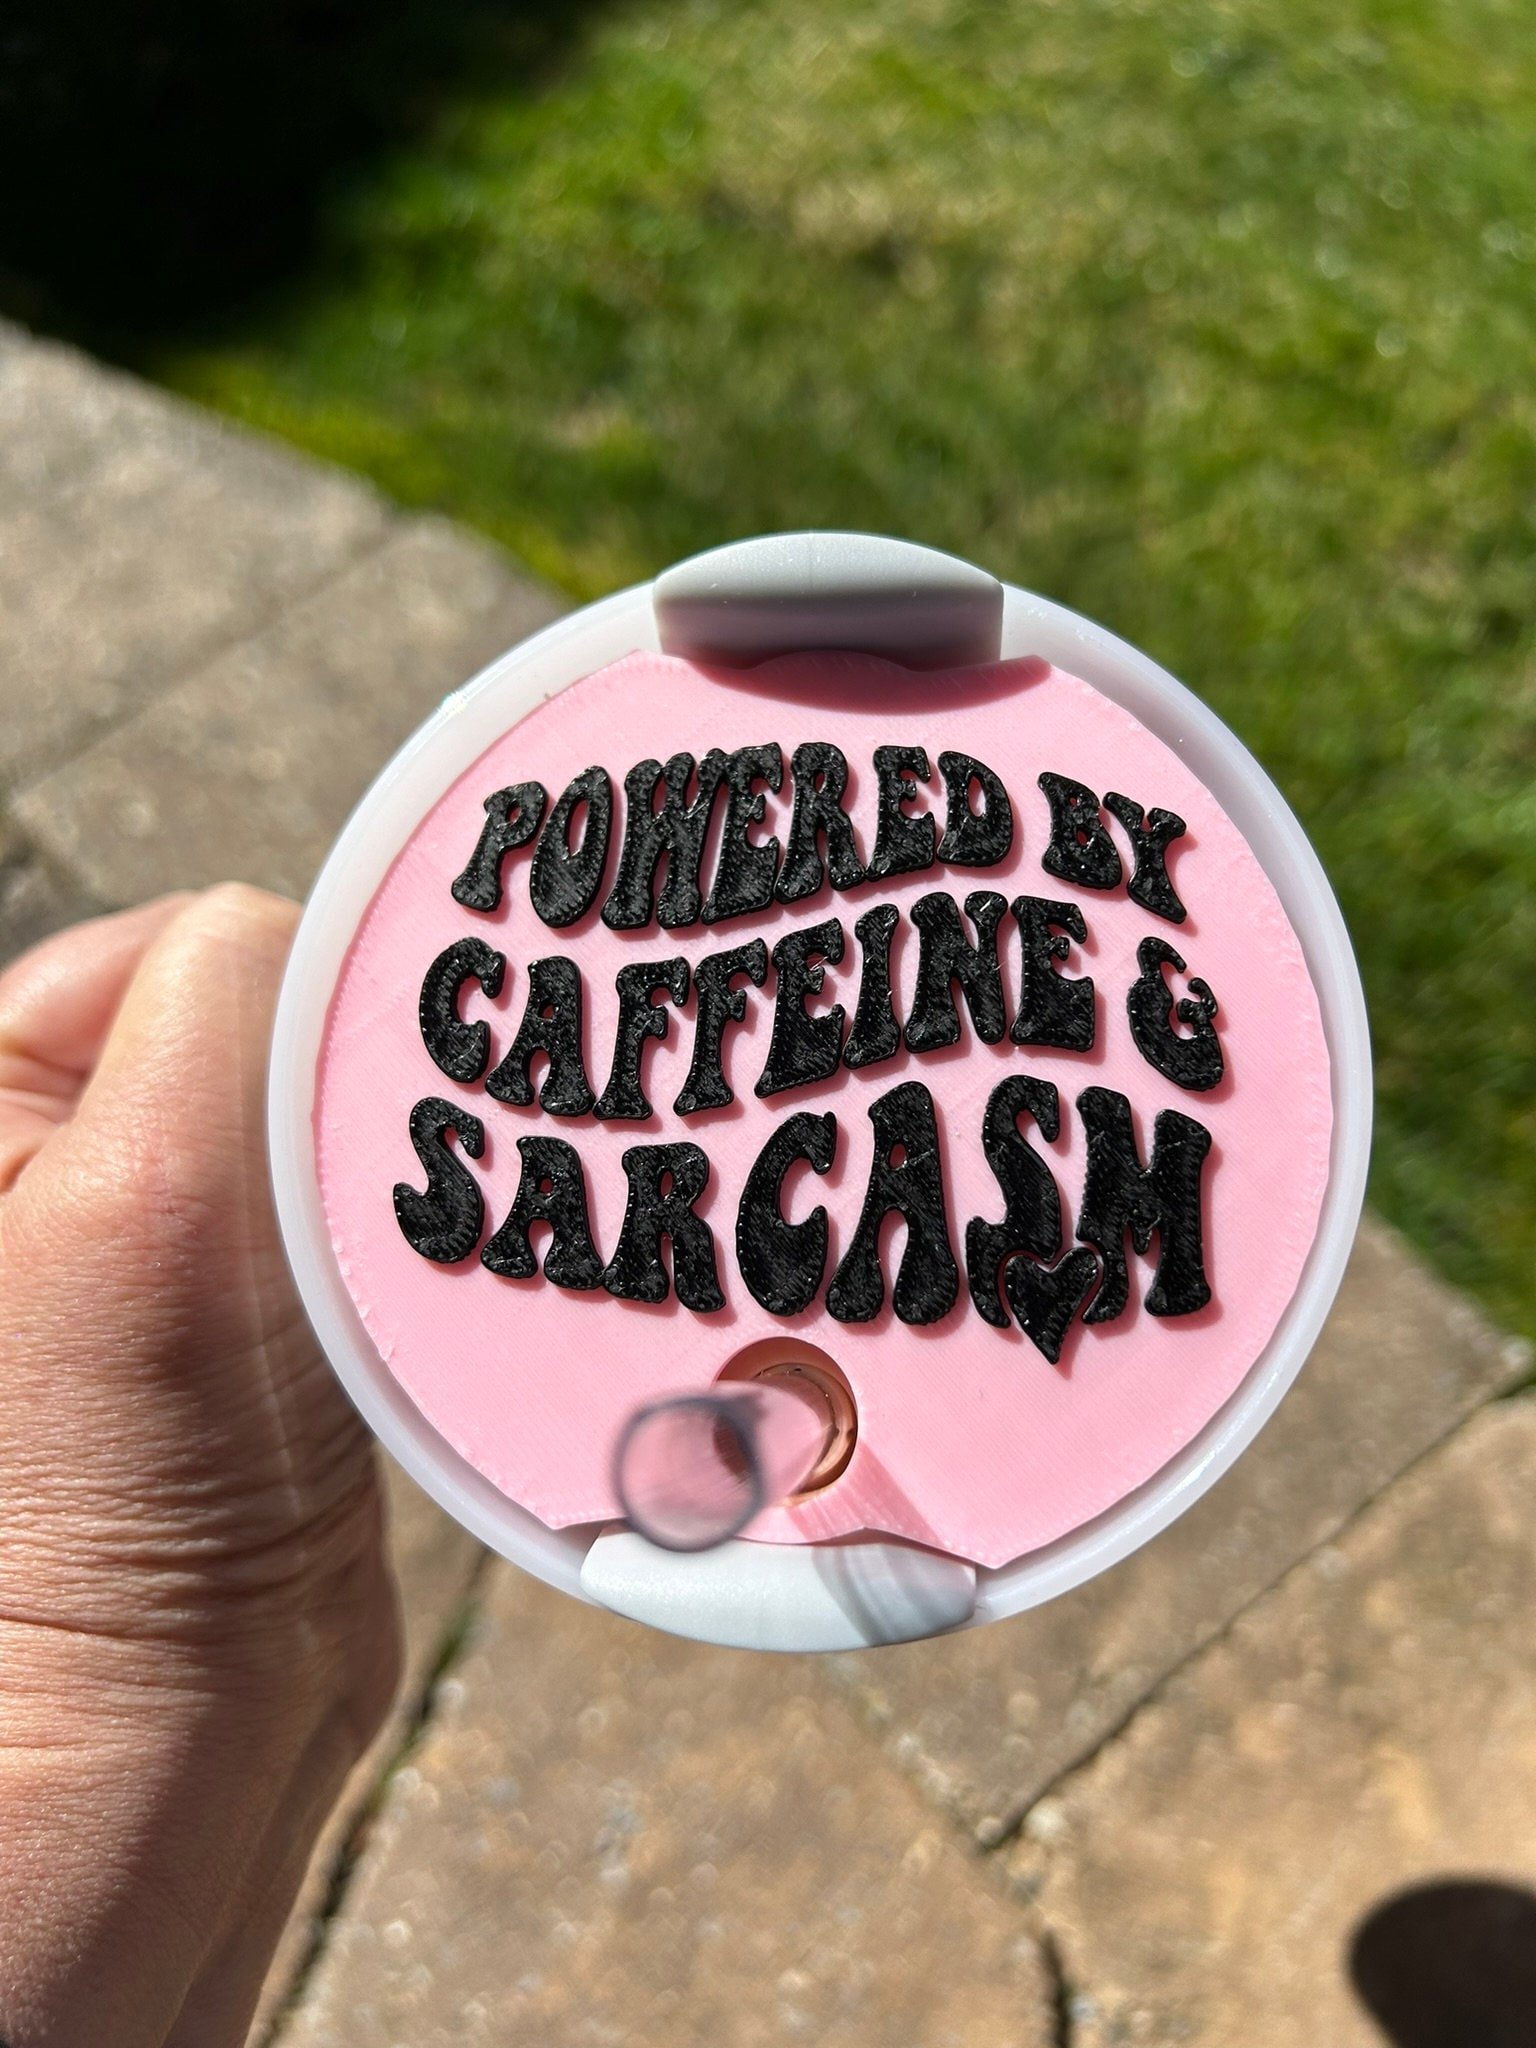 POWERED BY
CAFFEINE &
SARCASM